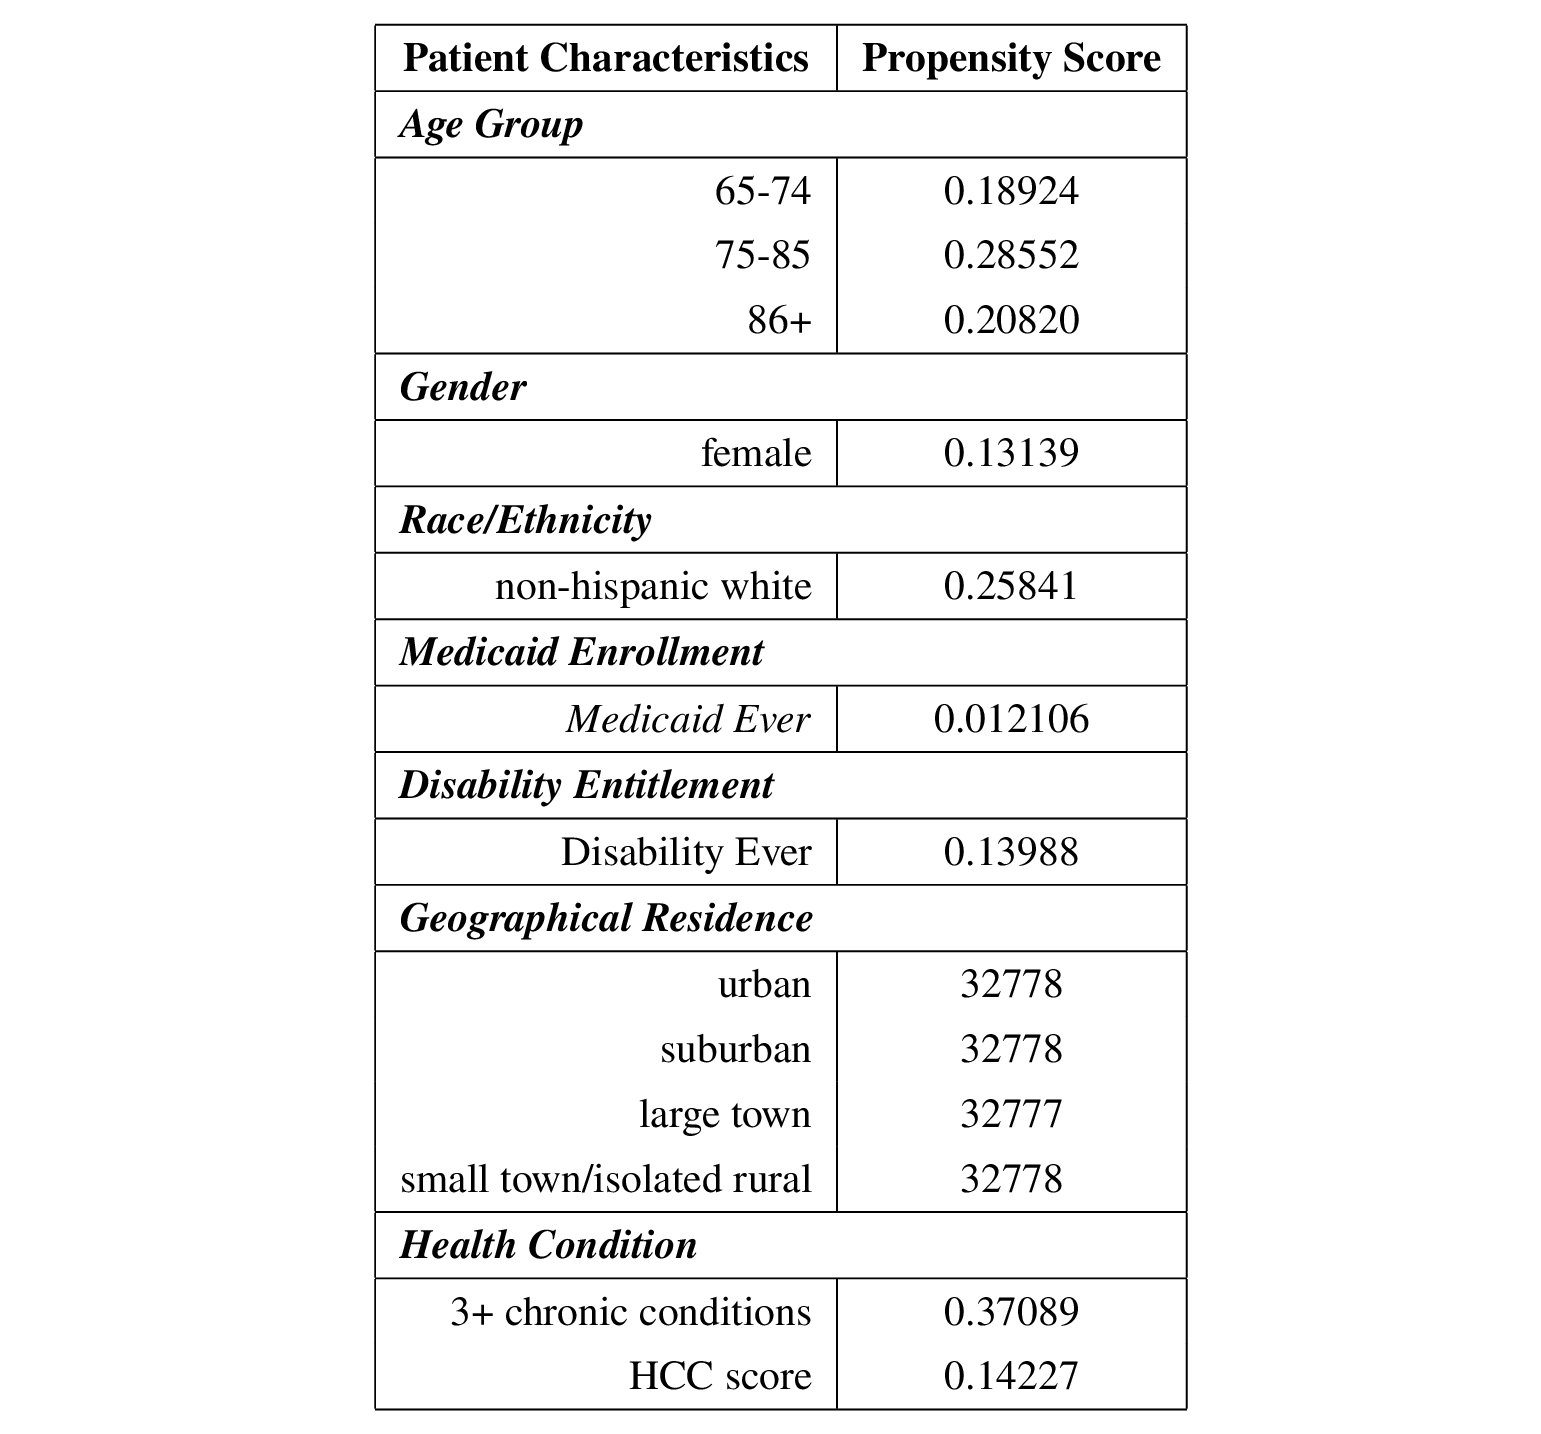 Patient Characteristics Propensity Score
Age Group
65-74 0.18924
75-85 0.28552
86+ 0.20820
Gender
female 0.13139
Race/Ethnicity
non-hispanic white 0.25841
Medicaid Enrollment
Medicaid Ever 0.012106
Disability Entitlement
Disability Ever 0.13988
Geographical Residence
urban 32778
suburban 32778
large town 32777
small town/isolated rural 32778
Health Condition
3+ chronic conditions 0.37089
HCC score 0.14227